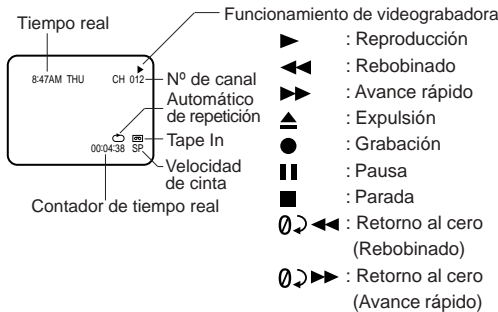 Tiempo real
Funcionamiento de videograbadora
8:47AM THU
CH 012
Nº de canal
Automático
de repetición
Tape In
00:04:38 SP
Velocidad
de cinta
Contador de tiempo real
: Reproducción
: Rebobinado
: Avance rápido
: Expulsión
: Grabación
: Pausa
: Parada
0 : Retorno al cero
(Rebobinado)
0 : Retorno al cero
(Avance rápido)